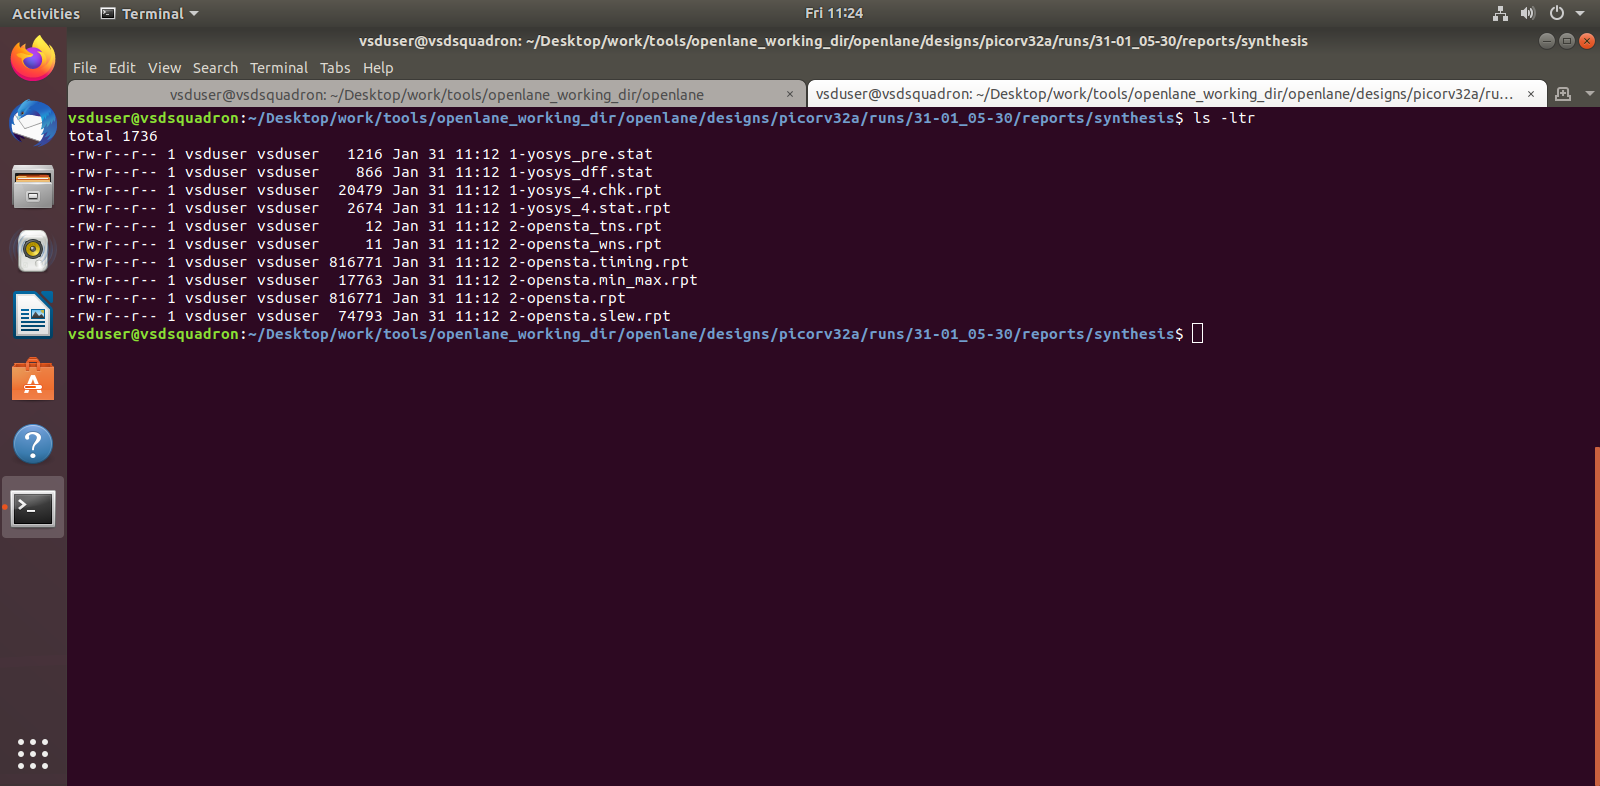 Activities Terminal Fri 11:24
vsduser@vsdsquadron: ~/Desktop/work/tools/openlane_working_dir/openlane/designs/picorv32a/runs/31-01_05-30/reports/synthesis
File Edit View Search Terminal Tabs Help
vsduser@vsdsquadron: ~/Desktop/work/tools/openlane_working_dir/openlane × vsduser@vsdsquadron: ~/Desktop/work/tools/openlane_working_dir/openlane/designs/picorv32a/ru... ×
vsduser@vsdsquadron:~/Desktop/work/tools/openlane_working_dir/openlane/designs/picorv32a/runs/31-01_05-30/reports/synthesis$ ls -ltr
total 1736
-rw-r--r-- 1 vsduser vsduser   1216 Jan 31 11:12 1-yosys_pre.stat
-rw-r--r-- 1 vsduser vsduser    866 Jan 31 11:12 1-yosys_dff.stat
-rw-r--r-- 1 vsduser vsduser  20479 Jan 31 11:12 1-yosys_4.chk.rpt
-rw-r--r-- 1 vsduser vsduser   2674 Jan 31 11:12 1-yosys_4.stat.rpt
-rw-r--r-- 1 vsduser vsduser     12 Jan 31 11:12 2-opensta_tns.rpt
-rw-r--r-- 1 vsduser vsduser     11 Jan 31 11:12 2-opensta_wns.rpt
-rw-r--r-- 1 vsduser vsduser 816771 Jan 31 11:12 2-opensta.timing.rpt
-rw-r--r-- 1 vsduser vsduser  17763 Jan 31 11:12 2-opensta.min_max.rpt
-rw-r--r-- 1 vsduser vsduser 816771 Jan 31 11:12 2-opensta.rpt
-rw-r--r-- 1 vsduser vsduser  74793 Jan 31 11:12 2-opensta.slew.rpt
vsduser@vsdsquadron:~/Desktop/work/tools/openlane_working_dir/openlane/designs/picorv32a/runs/31-01_05-30/reports/synthesis$